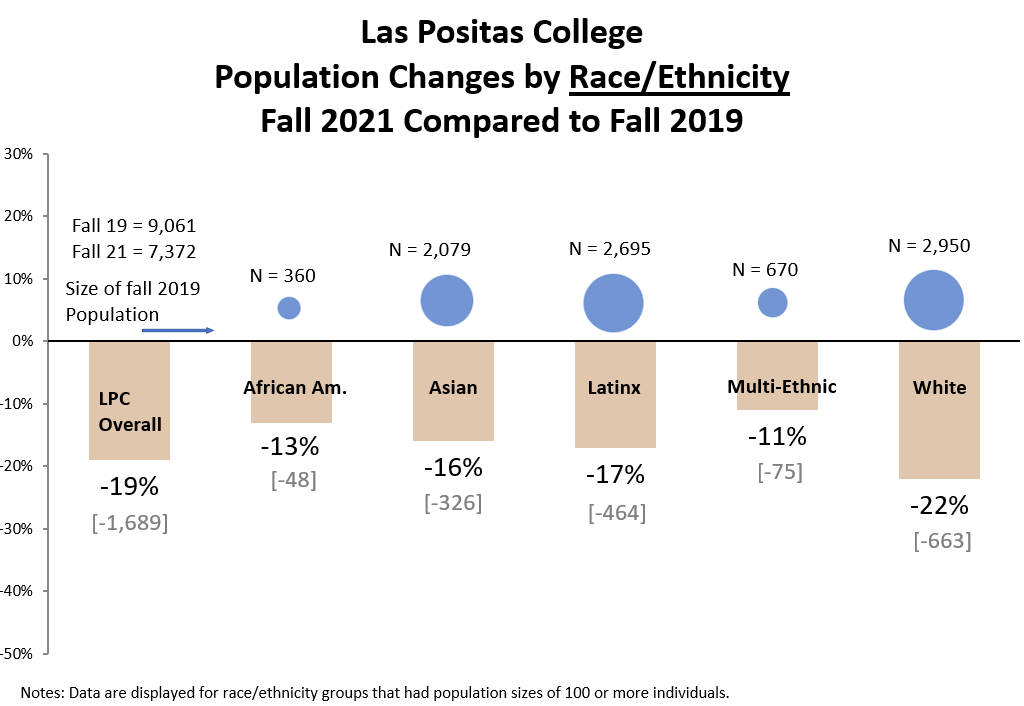 Las Positas College
Population Changes by Race/Ethnicity
Fall 2021 Compared to Fall 2019
30%
20%
10%
0%
-10%
-20%
-30%
-40%
-50%
Fall 19 = 9,061
Fall 21 = 7,372
Size of fall 2019
Population
N = 360
N = 2,079
N = 2,695
N = 670
N = 2,950
LPC
Overall
-19%
[-1,689]
African Am.
-13%
[-48]
Asian
-16%
[-326]
Latinx
-17%
[-464]
Multi-Ethnic
-11%
[-75]
White
-22%
[-663]
Notes: Data are displayed for race/ethnicity groups that had population sizes of 100 or more individuals.